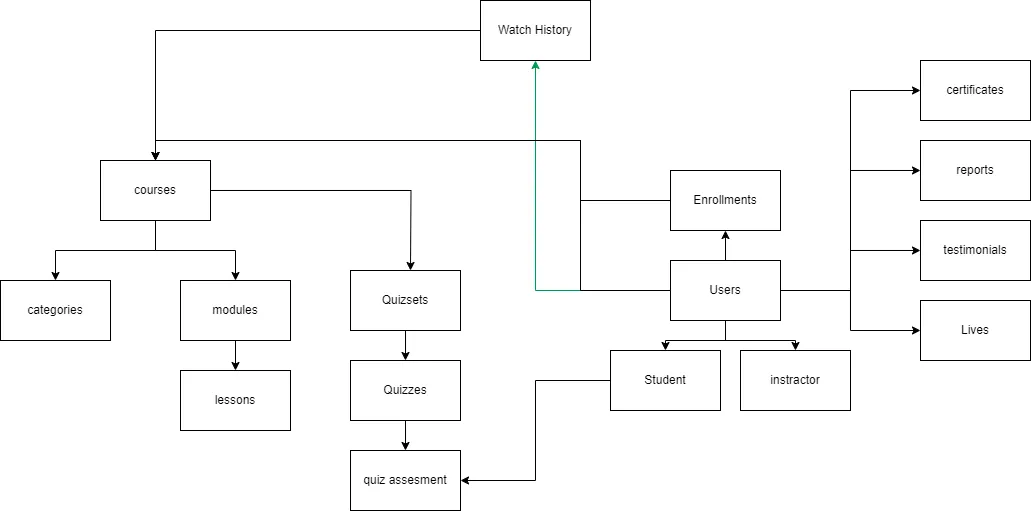 Watch History
certificates
courses
reports
Enrollments
testimonials
categories
modules
Quizsets
Users
Lives
lessons
Quizzes
Student
instractor
quiz assesment